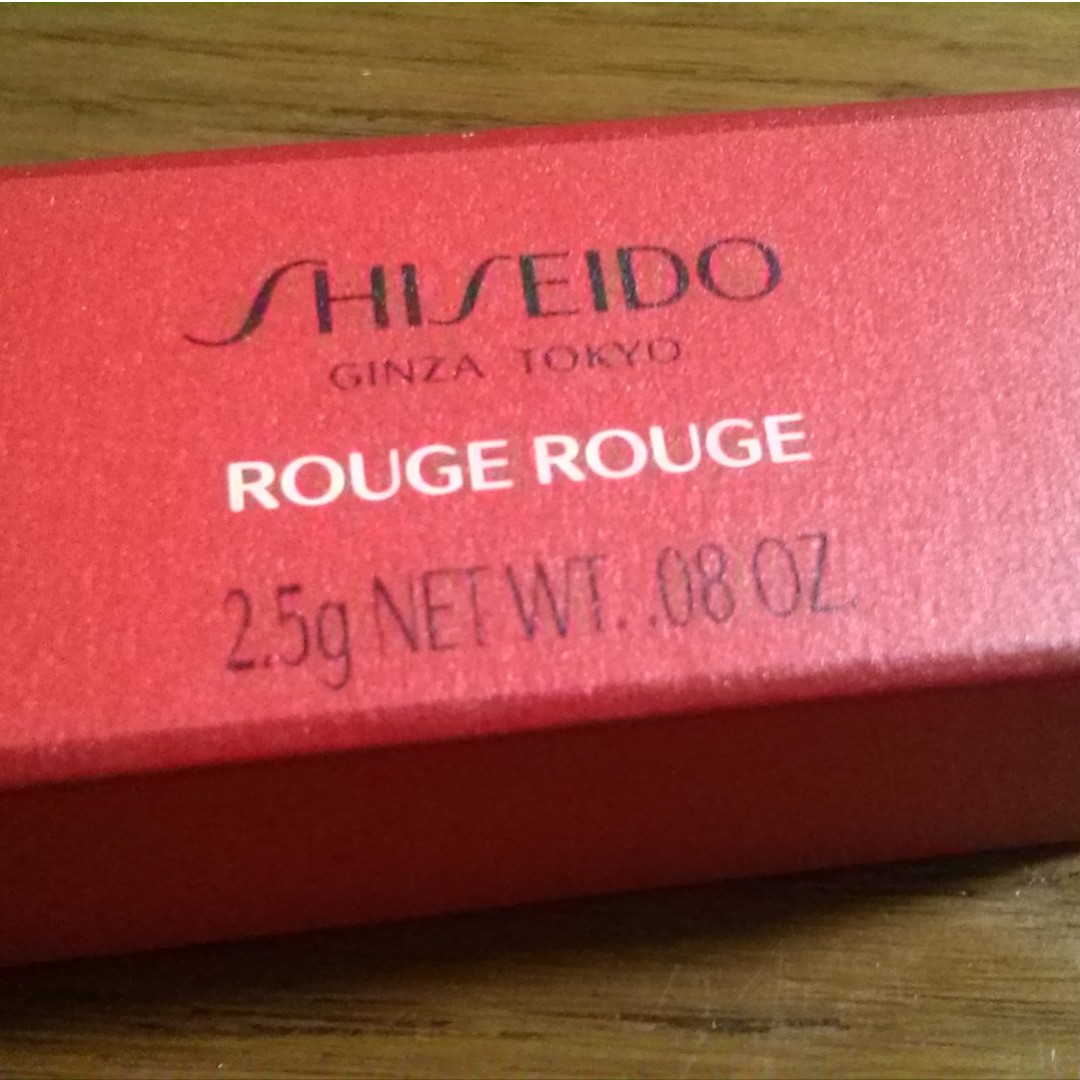 SHISEIDO
GINZA TOKYO
ROUGE ROUGE
2.5g NET WT. .08 OZ.